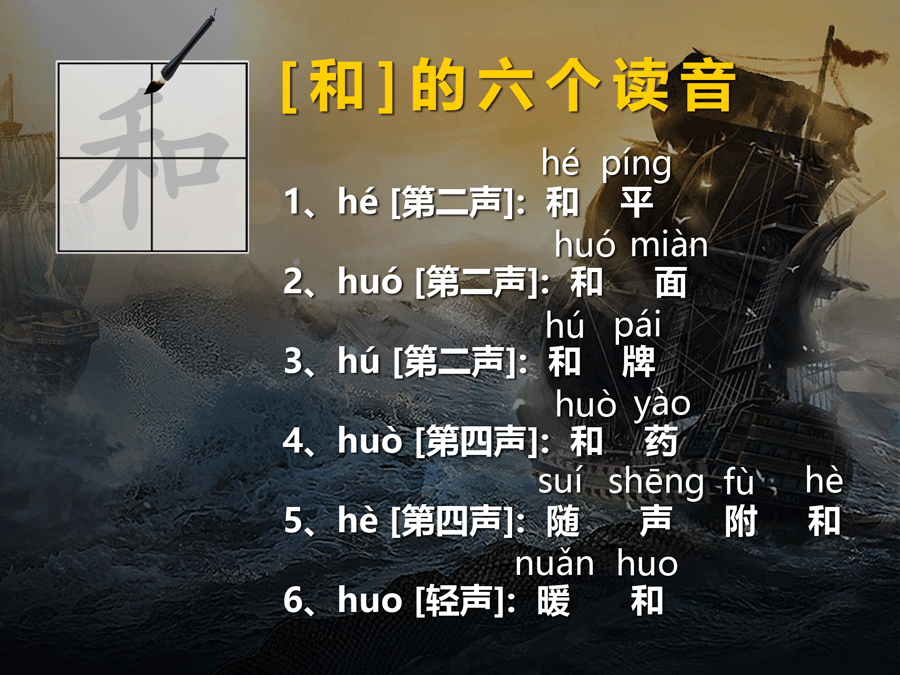 和
[和]的六个读音
hé píng
1、hé [第二声]: 和 平
huó miàn
2、huó [第二声]: 和 面
hú pái
3、hú [第二声]: 和 牌
huò yào
4、huò [第四声]: 和 药
suí shēng fù hè
5、hè [第四声]: 随 声 附 和
nuǎn huo
6、huo [轻声]: 暖 和